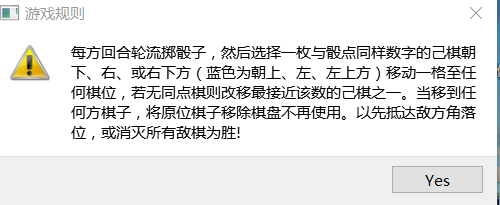 游戏规则
每方回合轮流掷骰子，然后选择一枚与骰点同样数字的己棋朝
下、右、或右下方（蓝色为朝上、左、左上方）移动一格至任
何棋位，若无同点棋则改移最接近该数的己棋之一。当移到任
何方棋子，将原位棋子移除棋盘不再使用。以先抵达敌方角落
位，或消灭所有敌棋为胜!
Yes